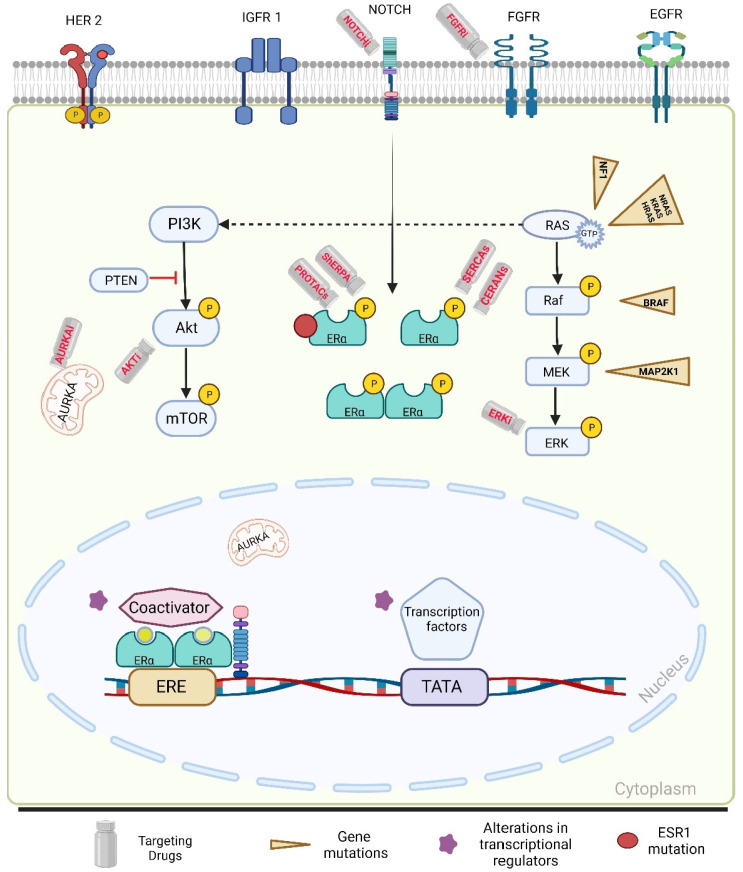 HER 2
IGFR 1
NOTCH
FGFR
EGFR
NOTCHi
FGFRi
P
P
NF1
NRAS
KRAS
HRAS
PI3K
RAS
GTP
PTEN
PROTACs
ShERPA
SERCAs
CERANs
P
Akt
P
ERα
P
ERα
Raf
P
BRAF
AURKAi
AKTi
AURKA
MEK
P
MAP2K1
P
mTOR
P
ERα
P
ERα
ERKi
ERK
P
AURKA
Coactivator
Transcription
factors
ERα
ERα
ERE
TATA
Nucleus
Cytoplasm
Targeting
Drugs
Gene
mutations
Alterations in
transcriptional
regulators
ESR1
mutation